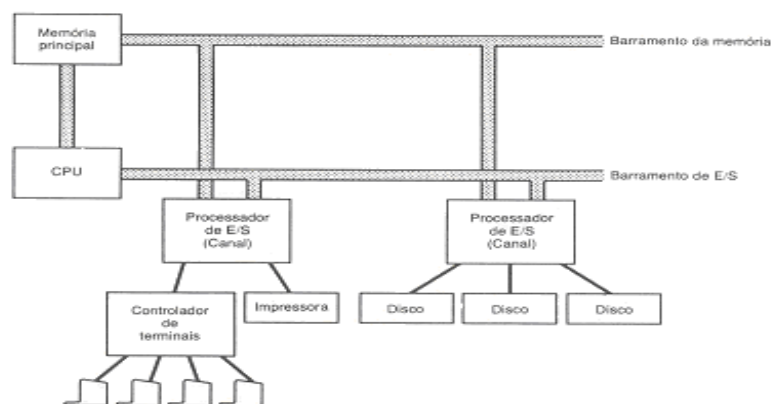 Memória
principal
Barramento da memória
CPU
Barramento de E/S
Processador
de E/S
(Canal)
Processador
de E/S
(Canal)
Controlador
de
terminais
Impressora
Disco
Disco
Disco